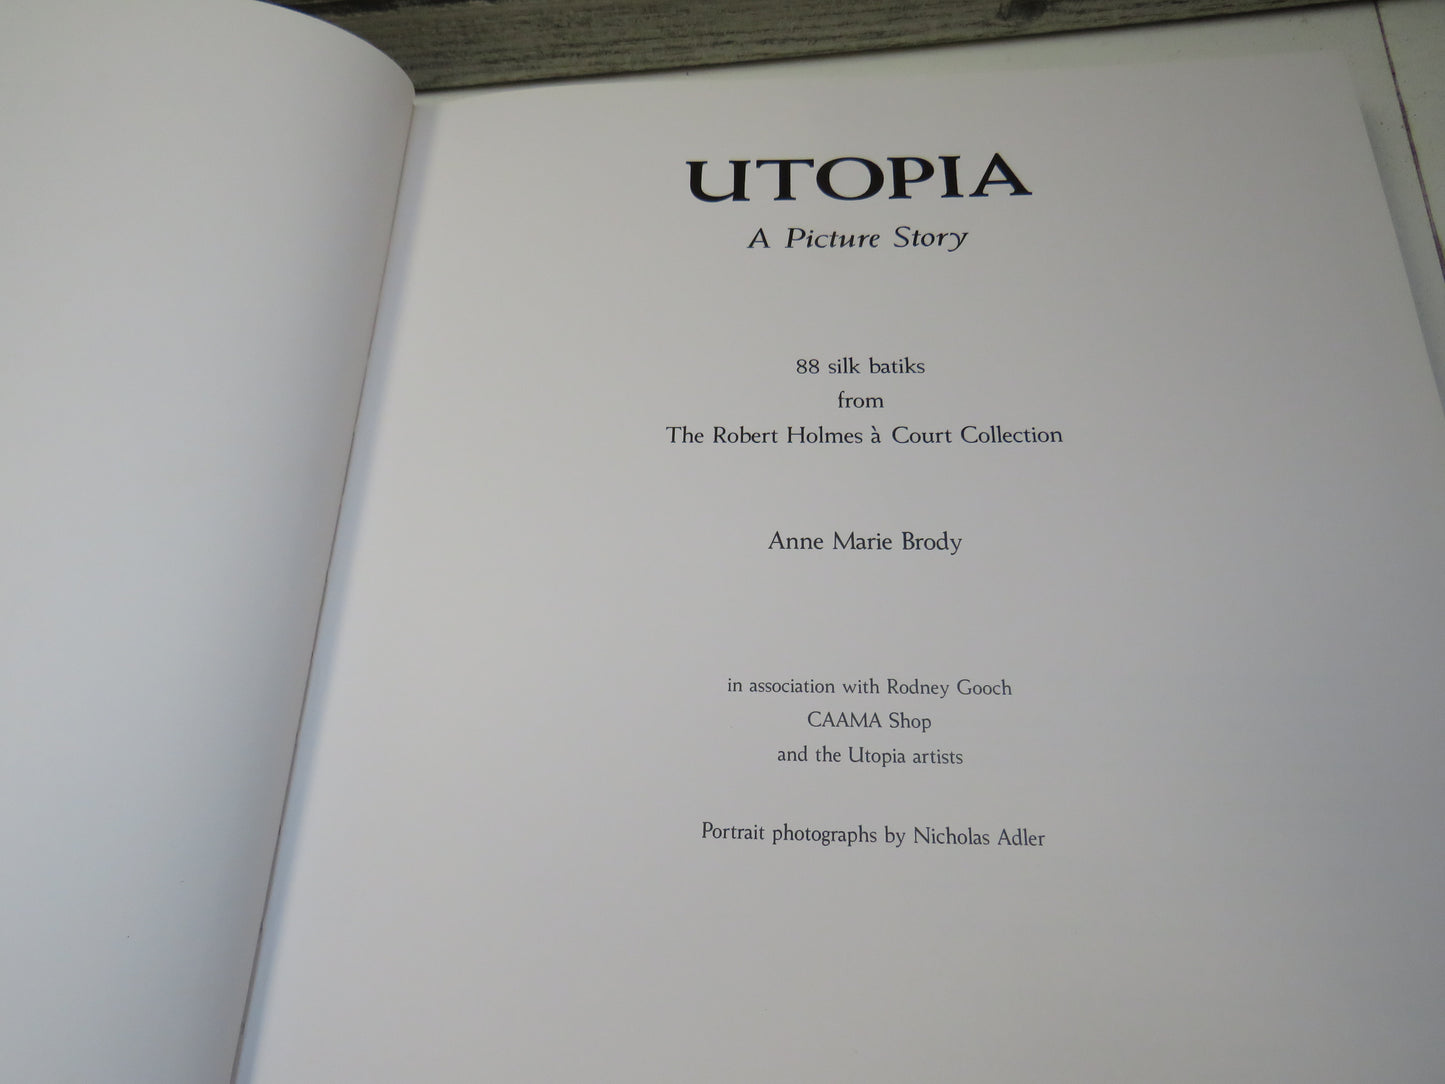 UTOPIA
A Picture Story
88 silk batiks
from
The Robert Holmes à Court Collection
Anne Marie Brody
in association with Rodney Gooch
CAAMA Shop
and the Utopia artists
Portrait photographs by Nicholas Adler